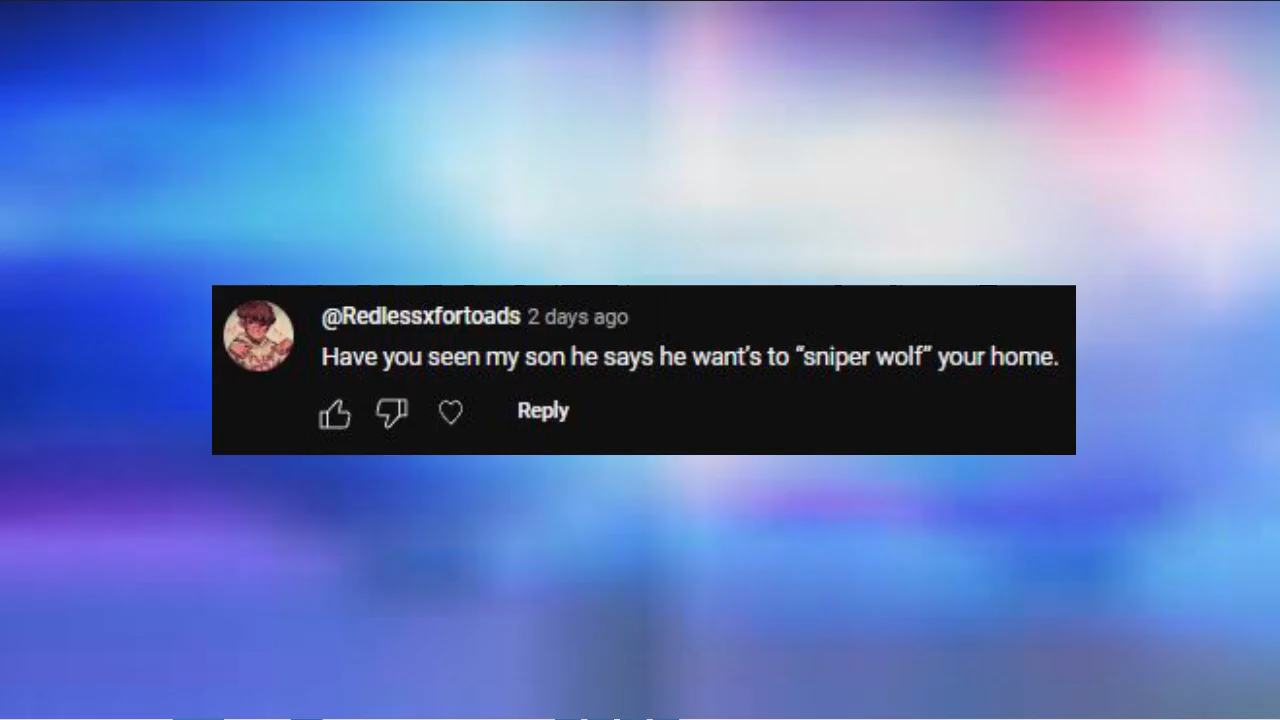 @Redlessxfortoads 2 days ago
Have you seen my son he says he want's to “sniper wolf” your home.
Reply